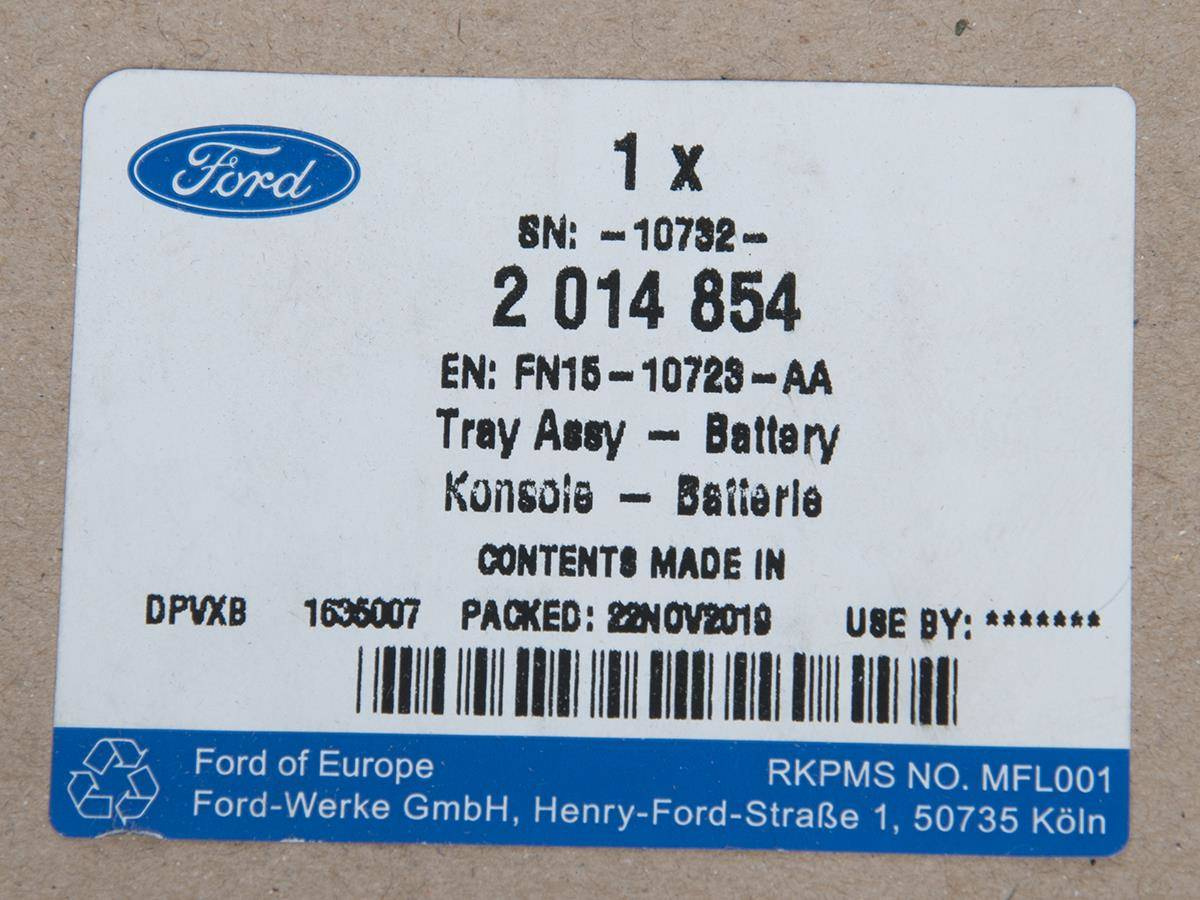 Ford
1 x
SN: -10732-
2 014 854
EN: FN15-10723-AA
Tray Assy - Battery
Konsole - Batterie
CONTENTS MADE IN
DPVXB 1635007 PACKED: 22NOV2019 USE BY: *******
Ford of Europe RKPMS NO. MFL001
Ford-Werke GmbH, Henry-Ford-Straße 1, 50735 Köln